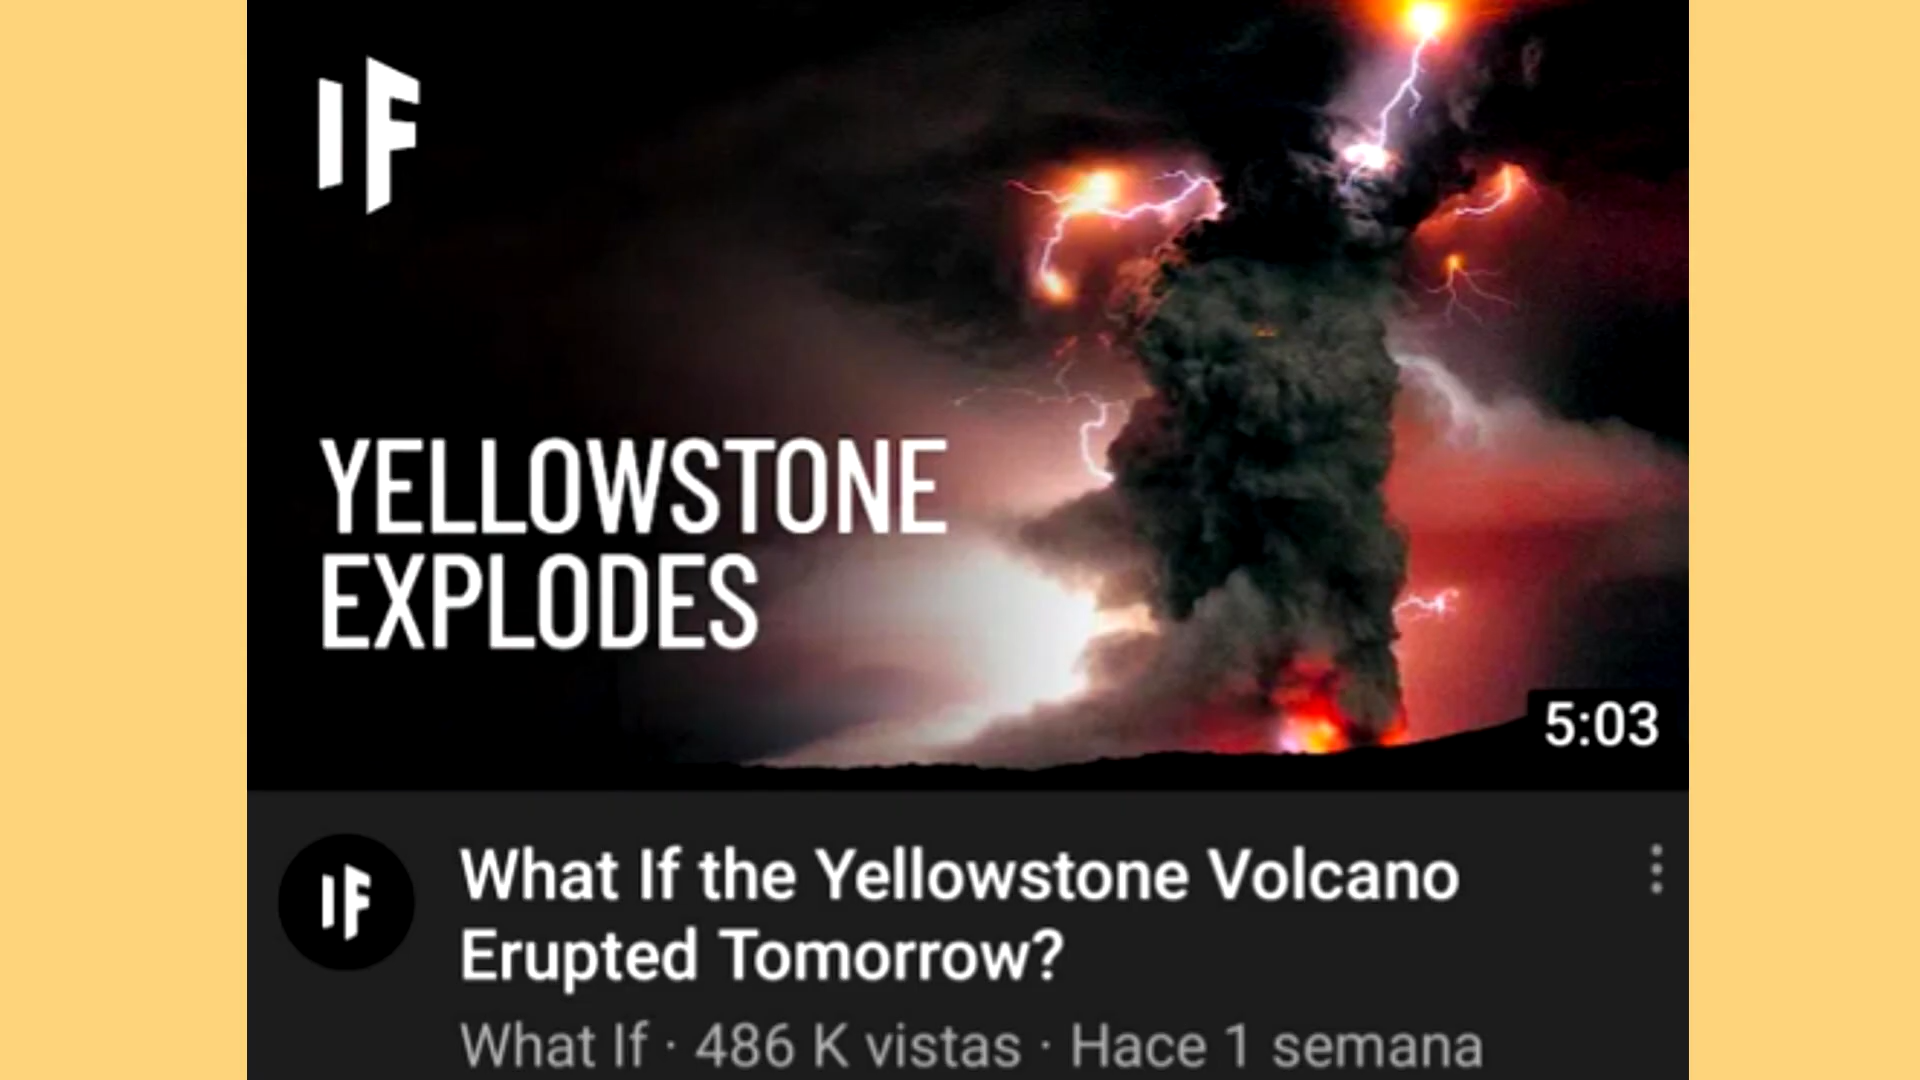 IF
YELLOWSTONE
EXPLODES
5:03
IF
What If the Yellowstone Volcano
Erupted Tomorrow?
What If · 486 K vistas · Hace 1 semana